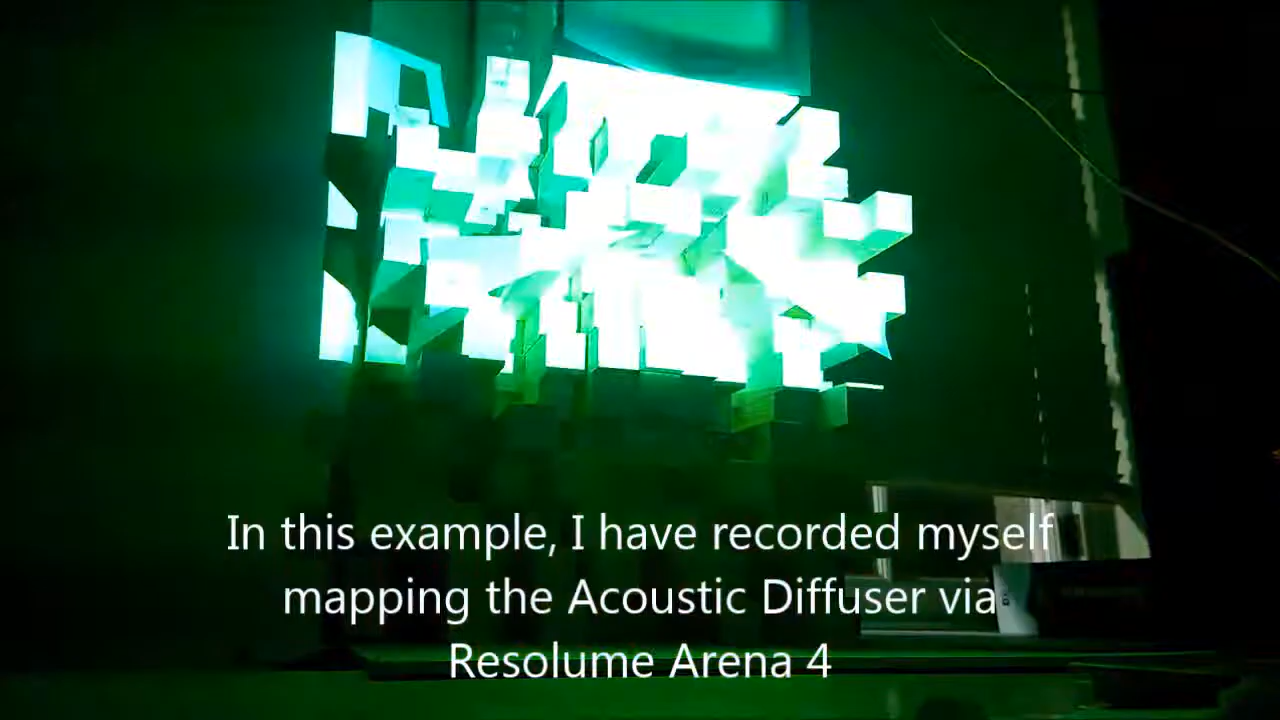 In this example, I have recorded myself
mapping the Acoustic Diffuser via
Resolume Arena 4